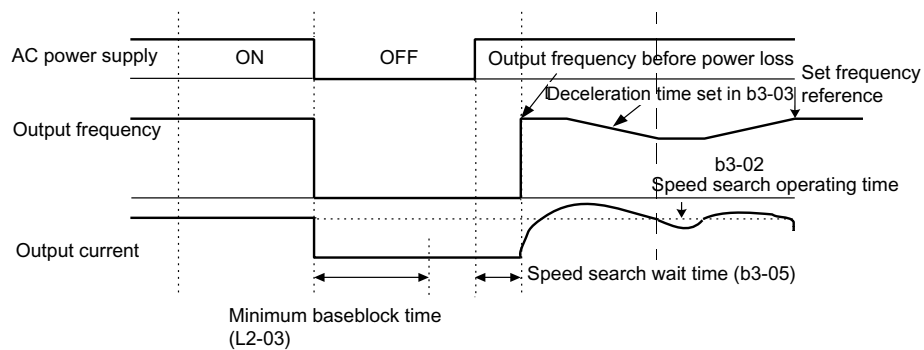 AC power supply
ON
OFF
Output frequency before power loss
Set frequency
reference
Deceleration time set in b3-03
Output frequency
b3-02
Speed search operating time
Output current
Speed search wait time (b3-05)
Minimum baseblock time
(L2-03)